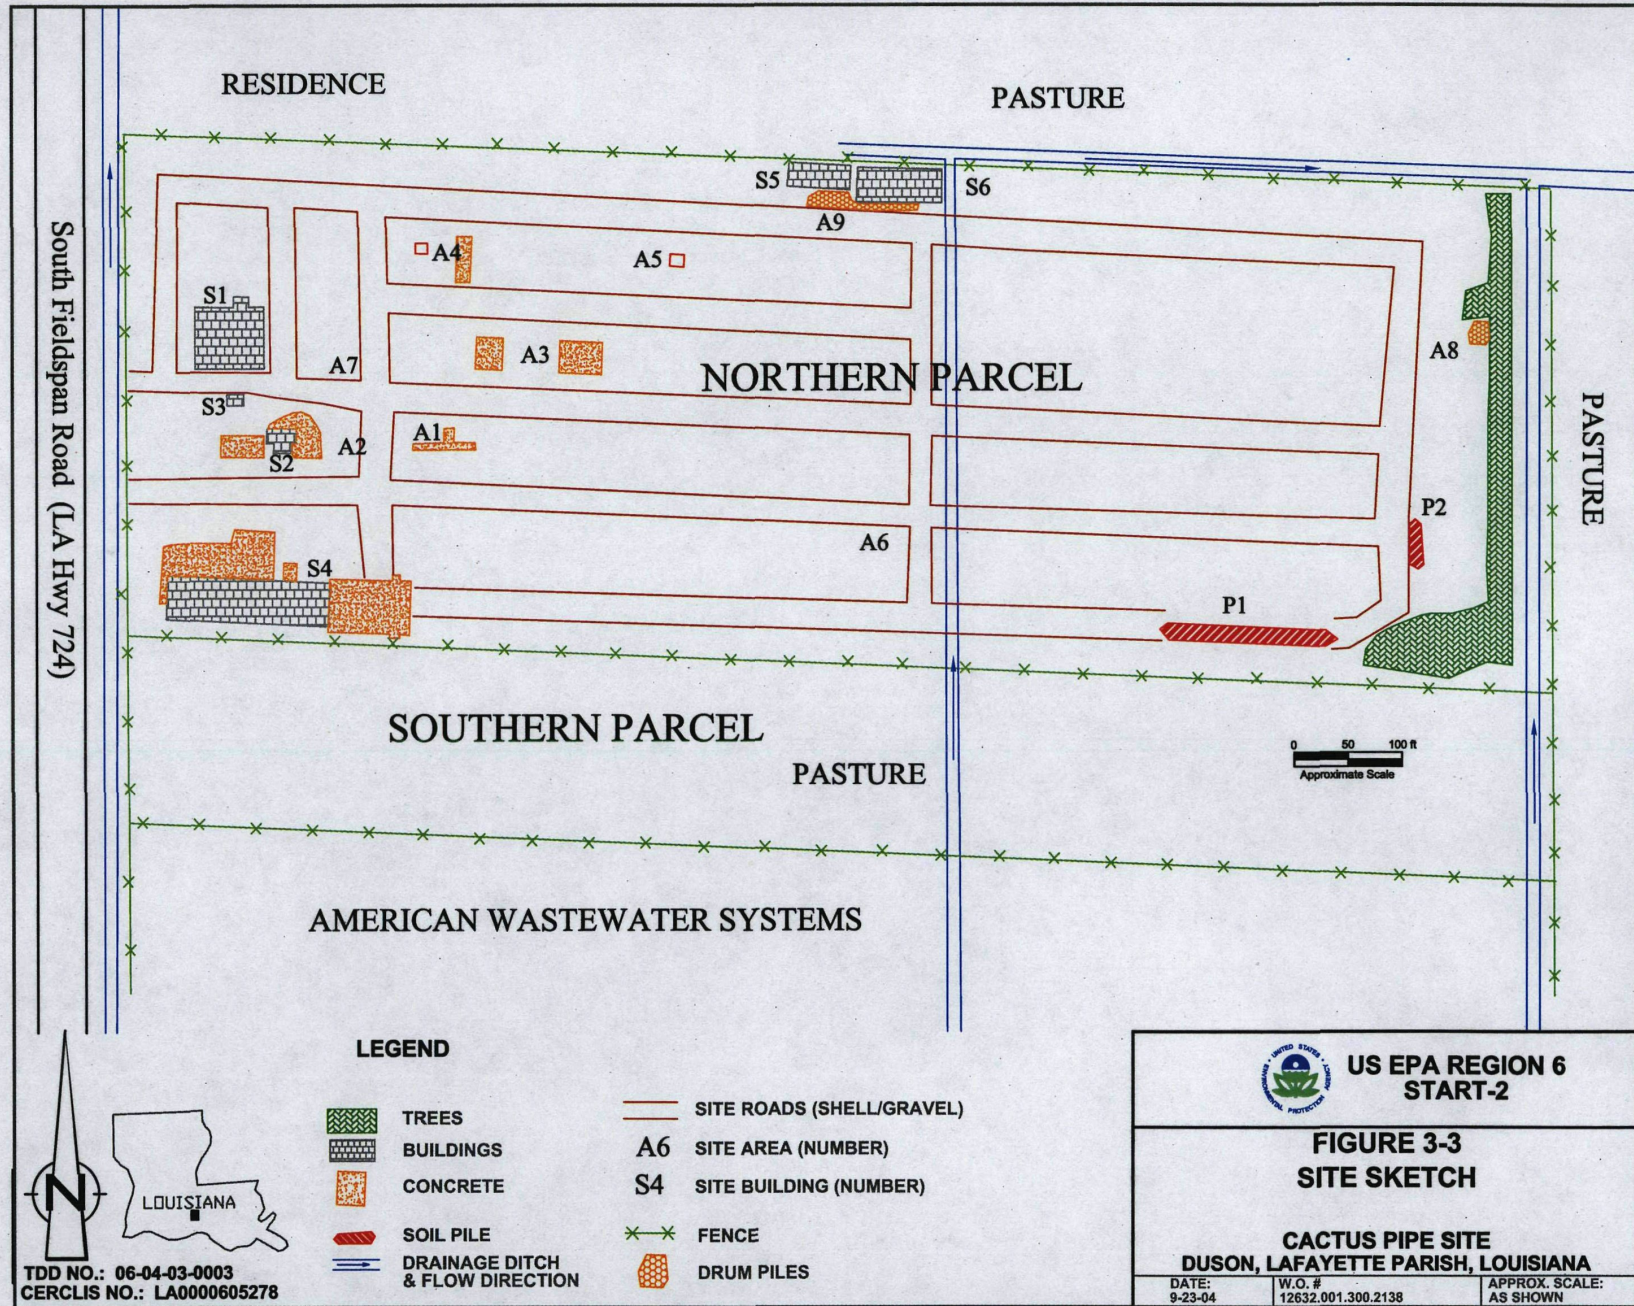 RESIDENCE
PASTURE
South Fieldspan Road (LA Hwy 724)
S5
S6
A9
A4
A5
S1
A7
A3
NORTHERN PARCEL
A8
PASTURE
S3
A1
A2
S2
P2
A6
S4
P1
SOUTHERN PARCEL
PASTURE
0 50 100 ft
Approximate Scale
AMERICAN WASTEWATER SYSTEMS
N
LOUISIANA
TDD NO.: 06-04-03-0003
CERCLIS NO.: LA0000605278
LEGEND
TREES
BUILDINGS
CONCRETE
SOIL PILE
DRAINAGE DITCH
& FLOW DIRECTION
SITE ROADS (SHELL/GRAVEL)
A6 SITE AREA (NUMBER)
S4 SITE BUILDING (NUMBER)
FENCE
DRUM PILES
UNITED STATES
ENVIRONMENTAL PROTECTION AGENCY
US EPA REGION 6
START-2
FIGURE 3-3
SITE SKETCH
CACTUS PIPE SITE
DUSON, LAFAYETTE PARISH, LOUISIANA
DATE:
9-23-04
W.O. #
12632.001.300.2138
APPROX. SCALE:
AS SHOWN